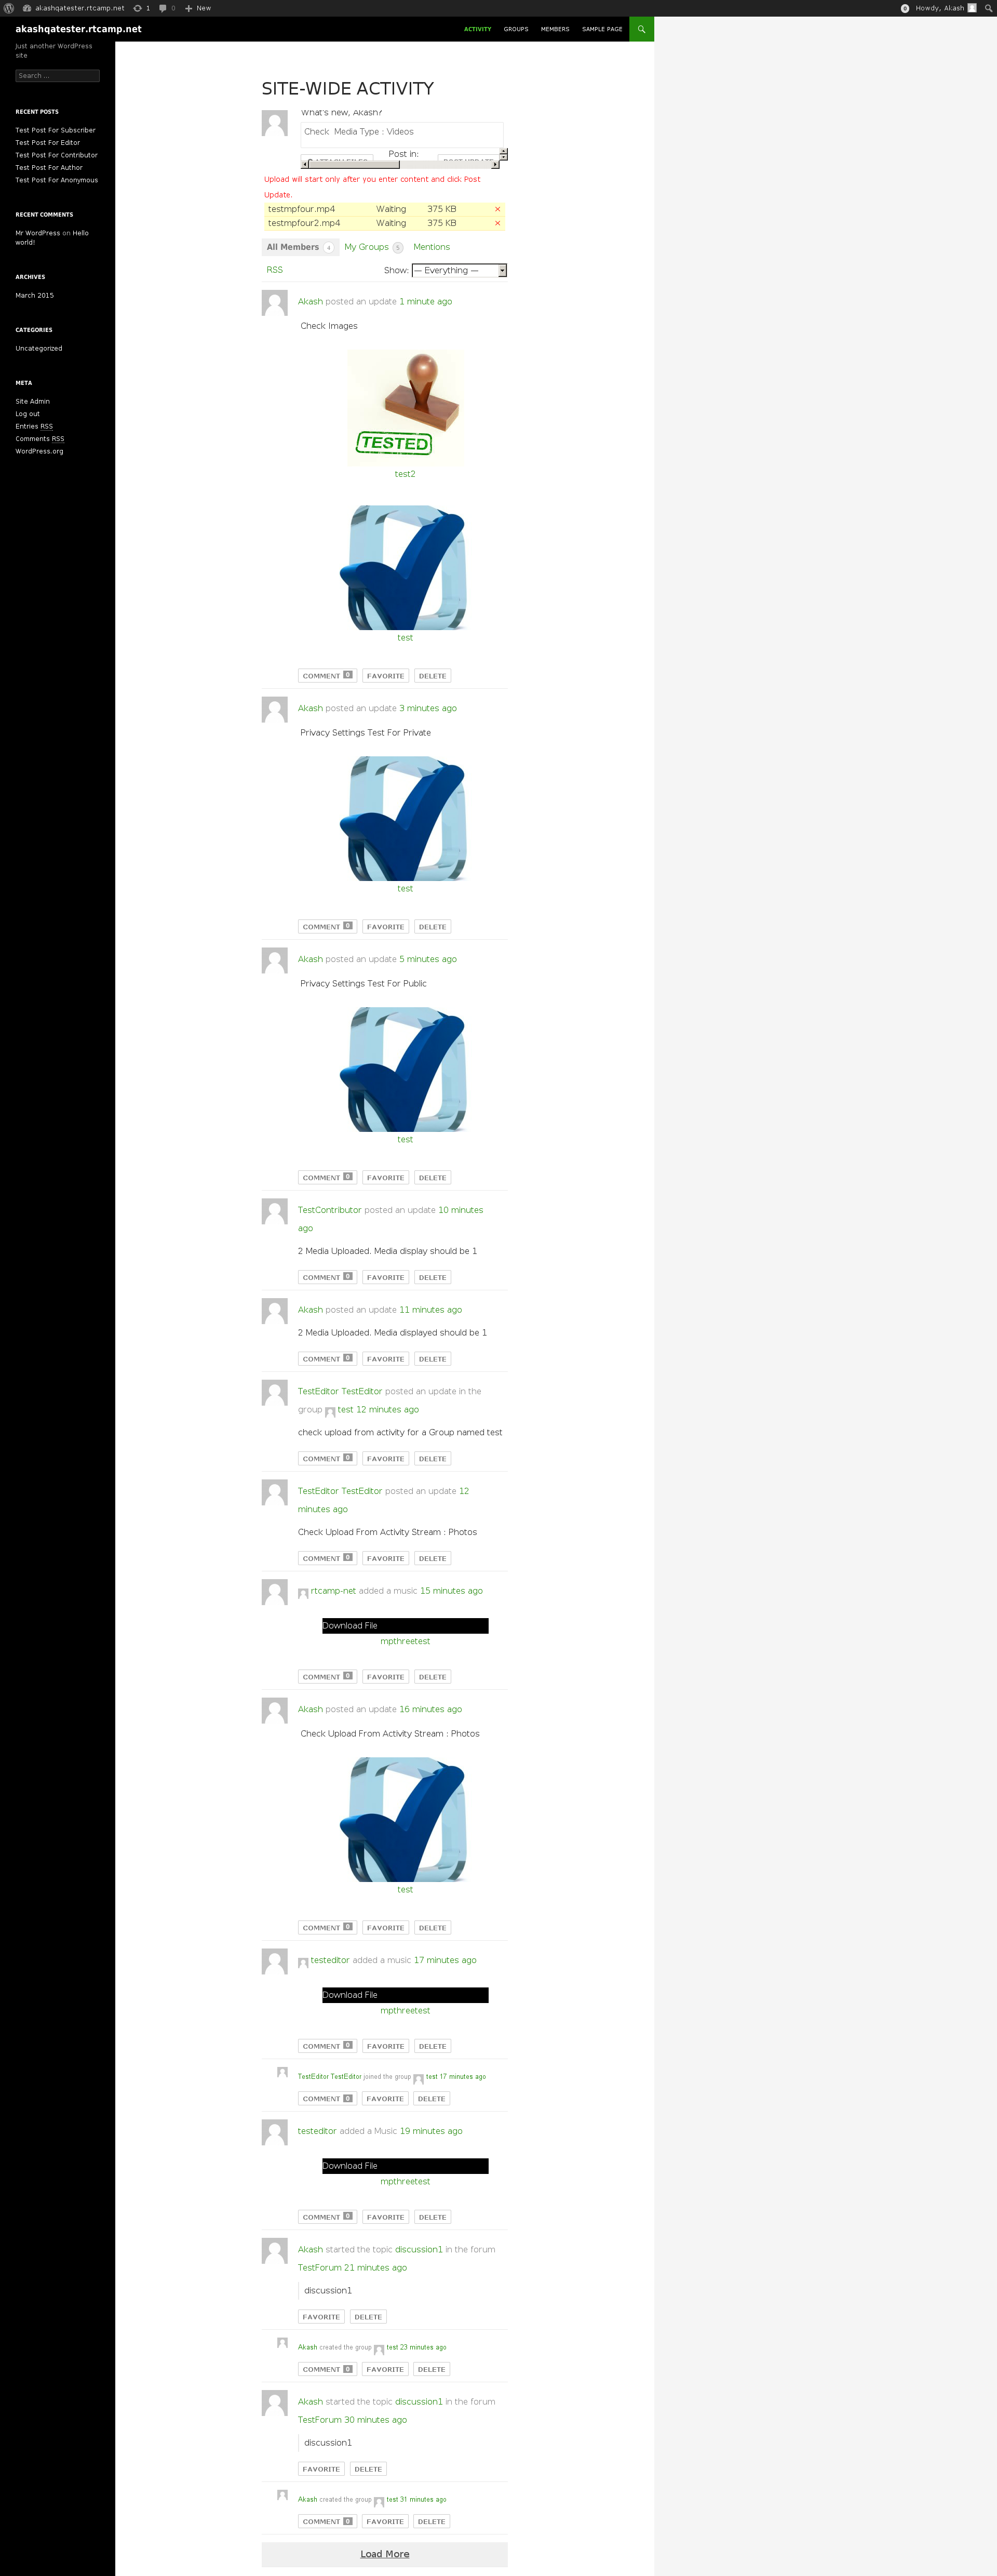 akashqatester.rtcamp.net 1 0 New 0 Howdy, Akash
akashqatester.rtcamp.net
ACTIVITY GROUPS MEMBERS SAMPLE PAGE
Just another WordPress
site
Search ...
RECENT POSTS
Test Post For Subscriber
Test Post For Editor
Test Post For Contributor
Test Post For Author
Test Post For Anonymous
RECENT COMMENTS
Mr WordPress on Hello
world!
ARCHIVES
March 2015
CATEGORIES
Uncategorized
META
Site Admin
Log out
Entries RSS
Comments RSS
WordPress.org
SITE-WIDE ACTIVITY
What's new, Akash?
Check Media Type : Videos
Post in:
ATTACH FILES POST UPDATE
Upload will start only after you enter content and click Post
Update.
testmpfour.mp4 Waiting 375 KB ×
testmpfour2.mp4 Waiting 375 KB ×
All Members 4 My Groups 5 Mentions
RSS Show: — Everything —
Akash posted an update 1 minute ago
Check Images
TESTED
test2
test
COMMENT 0 FAVORITE DELETE
Akash posted an update 3 minutes ago
Privacy Settings Test For Private
test
COMMENT 0 FAVORITE DELETE
Akash posted an update 5 minutes ago
Privacy Settings Test For Public
test
COMMENT 0 FAVORITE DELETE
TestContributor posted an update 10 minutes
ago
2 Media Uploaded. Media display should be 1
COMMENT 0 FAVORITE DELETE
Akash posted an update 11 minutes ago
2 Media Uploaded. Media displayed should be 1
COMMENT 0 FAVORITE DELETE
TestEditor TestEditor posted an update in the
group test 12 minutes ago
check upload from activity for a Group named test
COMMENT 0 FAVORITE DELETE
TestEditor TestEditor posted an update 12
minutes ago
Check Upload From Activity Stream : Photos
COMMENT 0 FAVORITE DELETE
rtcamp-net added a music 15 minutes ago
Download File
mpthreetest
COMMENT 0 FAVORITE DELETE
Akash posted an update 16 minutes ago
Check Upload From Activity Stream : Photos
test
COMMENT 0 FAVORITE DELETE
testeditor added a music 17 minutes ago
Download File
mpthreetest
COMMENT 0 FAVORITE DELETE
TestEditor TestEditor joined the group test 17 minutes ago
COMMENT 0 FAVORITE DELETE
testeditor added a Music 19 minutes ago
Download File
mpthreetest
COMMENT 0 FAVORITE DELETE
Akash started the topic discussion1 in the forum
TestForum 21 minutes ago
discussion1
FAVORITE DELETE
Akash created the group test 23 minutes ago
COMMENT 0 FAVORITE DELETE
Akash started the topic discussion1 in the forum
TestForum 30 minutes ago
discussion1
FAVORITE DELETE
Akash created the group test 31 minutes ago
COMMENT 0 FAVORITE DELETE
Load More